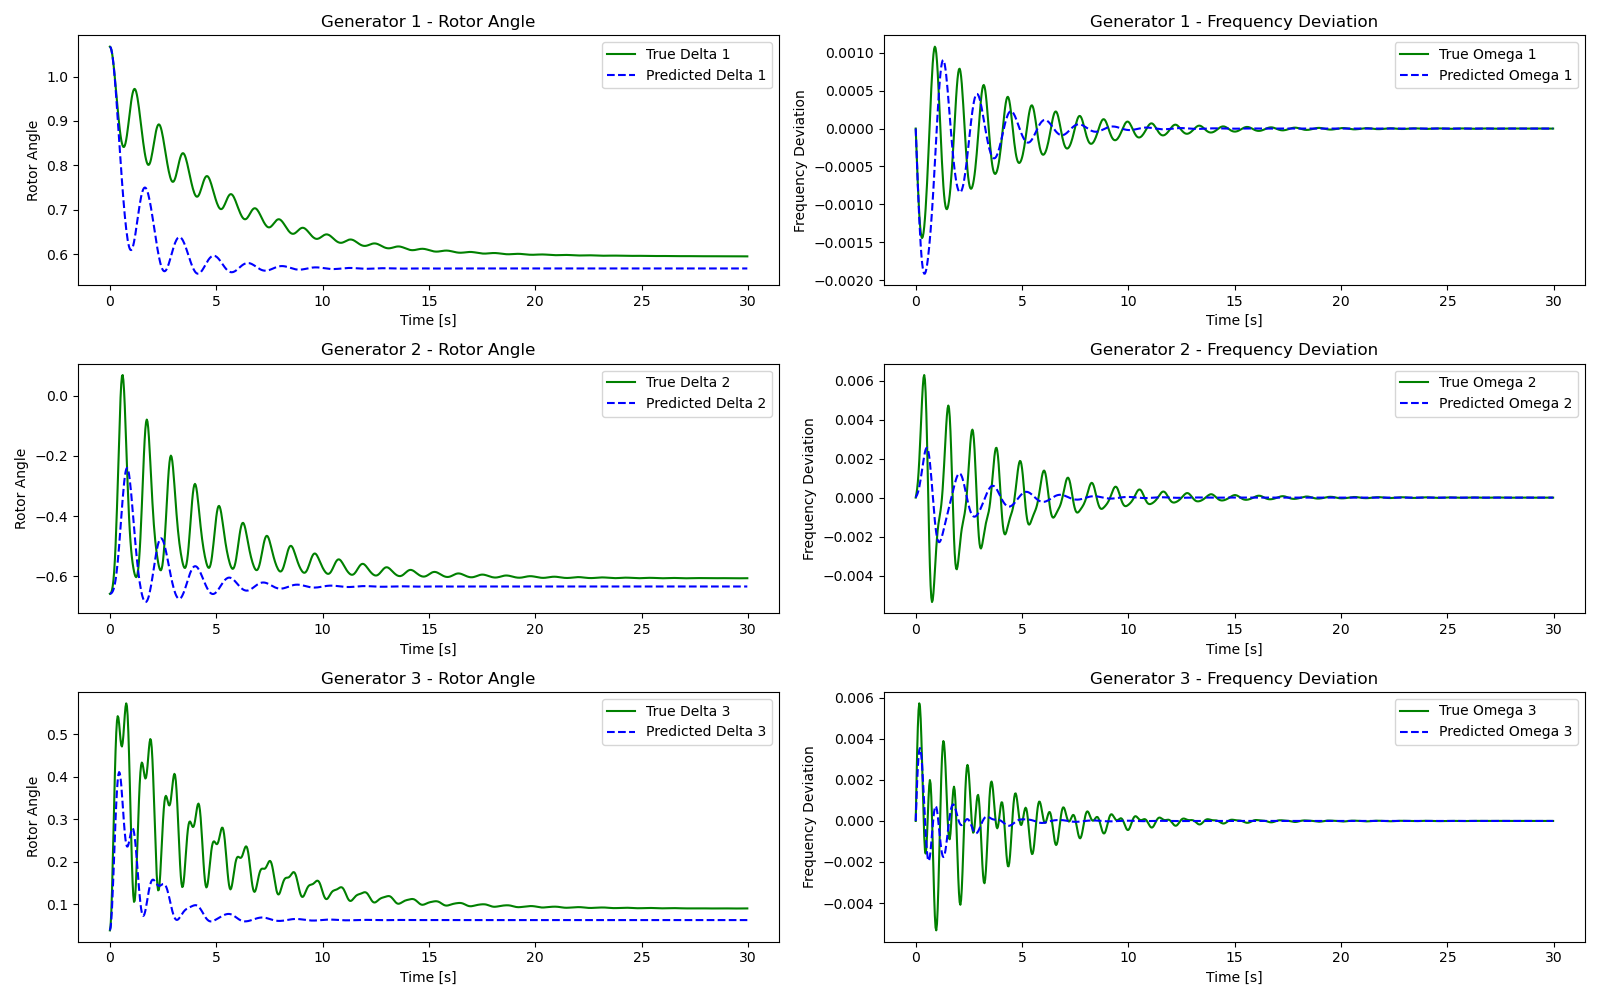 Generator 1 - Rotor Angle
Rotor Angle
1.0
0.9
0.8
0.7
0.6
True Delta 1
Predicted Delta 1
0 5 10 15 20 25 30
Time [s]
Generator 1 - Frequency Deviation
Frequency Deviation
0.0010
0.0005
0.0000
−0.0005
−0.0010
−0.0015
−0.0020
True Omega 1
Predicted Omega 1
0 5 10 15 20 25 30
Time [s]
Generator 2 - Rotor Angle
Rotor Angle
0.0
−0.2
−0.4
−0.6
True Delta 2
Predicted Delta 2
0 5 10 15 20 25 30
Time [s]
Generator 2 - Frequency Deviation
Frequency Deviation
0.006
0.004
0.002
0.000
−0.002
−0.004
True Omega 2
Predicted Omega 2
0 5 10 15 20 25 30
Time [s]
Generator 3 - Rotor Angle
Rotor Angle
0.5
0.4
0.3
0.2
0.1
True Delta 3
Predicted Delta 3
0 5 10 15 20 25 30
Time [s]
Generator 3 - Frequency Deviation
Frequency Deviation
0.006
0.004
0.002
0.000
−0.002
−0.004
True Omega 3
Predicted Omega 3
0 5 10 15 20 25 30
Time [s]